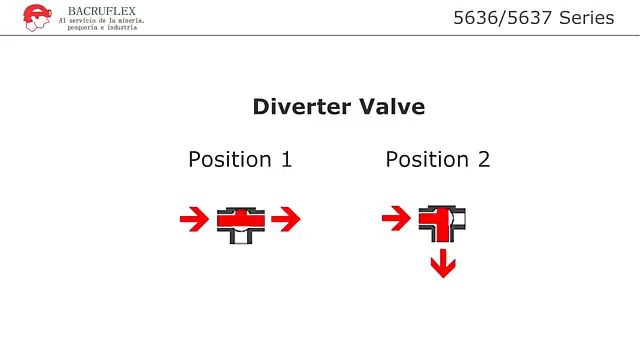 BACRUFLEX
Al servicio de la minería,
pesquería e industria
5636/5637 Series
Diverter Valve
Position 1
Position 2